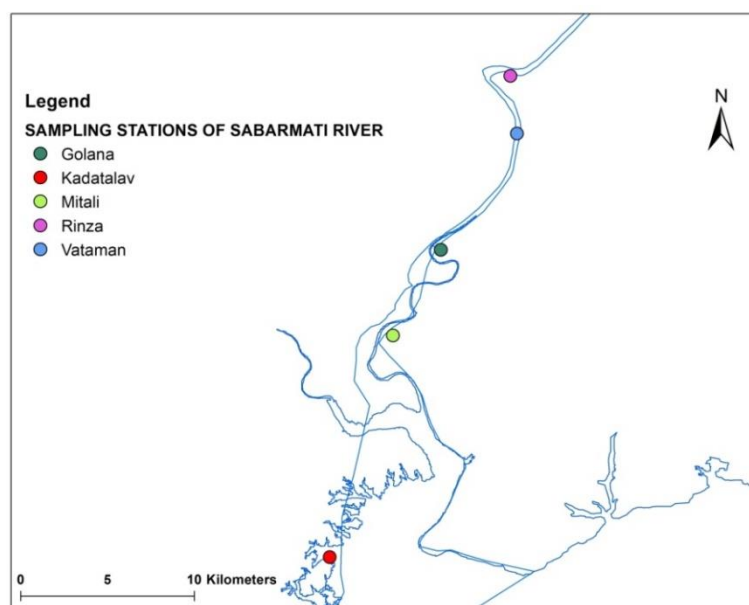 N
Legend
SAMPLING STATIONS OF SABARMATI RIVER
Golana
Kadatalav
Mitali
Rinza
Vataman
0 5 10 Kilometers